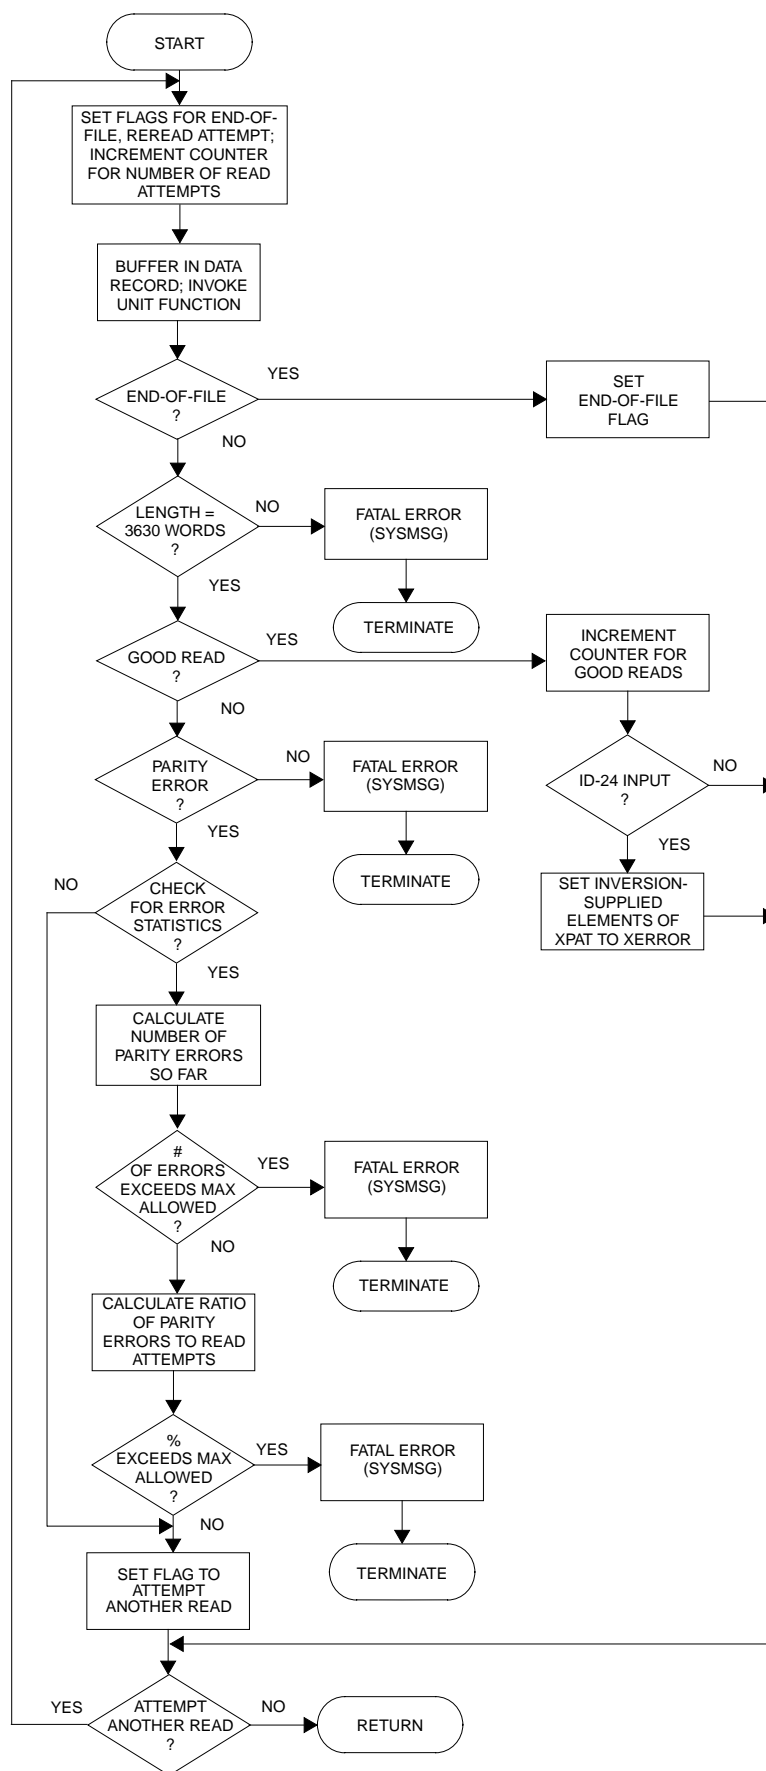 START
SET FLAGS FOR END-OF-
FILE, REREAD ATTEMPT;
INCREMENT COUNTER
FOR NUMBER OF READ
ATTEMPTS
BUFFER IN DATA
RECORD; INVOKE
UNIT FUNCTION
END-OF-FILE
?
YES
NO
SET
END-OF-FILE
FLAG
LENGTH =
3630 WORDS
?
NO
YES
FATAL ERROR
(SYSMSG)
TERMINATE
GOOD READ
?
YES
NO
INCREMENT
COUNTER FOR
GOOD READS
PARITY
ERROR
?
NO
YES
FATAL ERROR
(SYSMSG)
TERMINATE
ID-24 INPUT
?
NO
YES
SET INVERSION-
SUPPLIED
ELEMENTS OF
XPAT TO XERROR
CHECK
FOR ERROR
STATISTICS
?
NO
YES
CALCULATE
NUMBER OF
PARITY ERRORS
SO FAR
#
OF ERRORS
EXCEEDS MAX
ALLOWED
?
YES
NO
FATAL ERROR
(SYSMSG)
TERMINATE
CALCULATE RATIO
OF PARITY
ERRORS TO READ
ATTEMPTS
%
EXCEEDS MAX
ALLOWED
?
YES
NO
FATAL ERROR
(SYSMSG)
TERMINATE
SET FLAG TO
ATTEMPT
ANOTHER READ
ATTEMPT
ANOTHER READ
?
YES
NO
RETURN